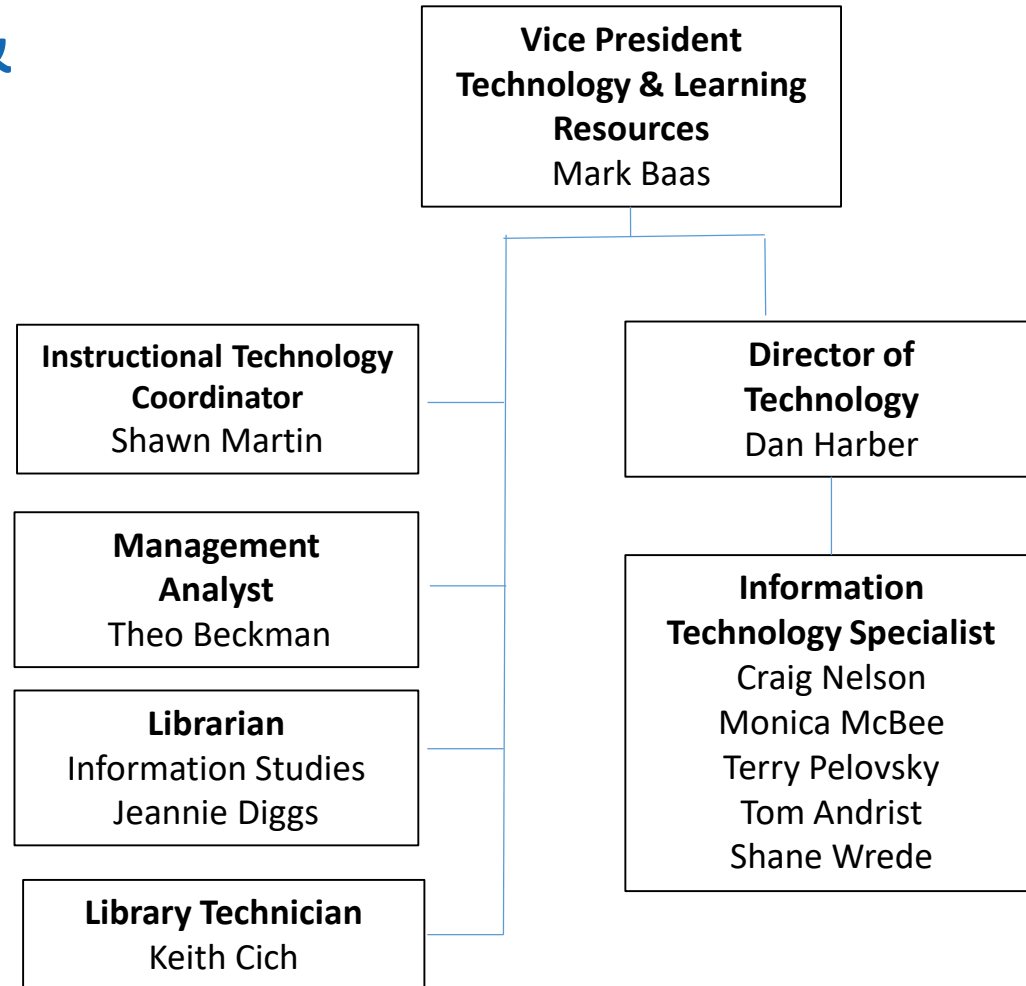 &
Vice President
Technology & Learning
Resources
Mark Baas
Instructional Technology
Coordinator
Shawn Martin
Director of
Technology
Dan Harber
Management
Analyst
Theo Beckman
Information
Technology Specialist
Craig Nelson
Monica McBee
Terry Pelovsky
Tom Andrist
Shane Wrede
Librarian
Information Studies
Jeannie Diggs
Library Technician
Keith Cich